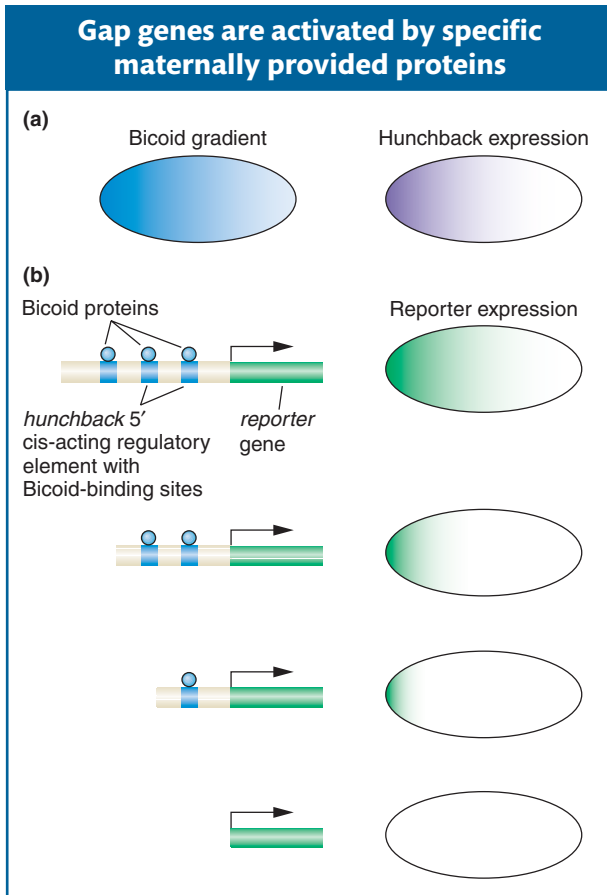 Gap genes are activated by specific
maternally provided proteins
(a)
Bicoid gradient
Hunchback expression
(b)
Bicoid proteins
Reporter expression
hunchback 5′
cis-acting regulatory
element with
Bicoid-binding sites
reporter
gene